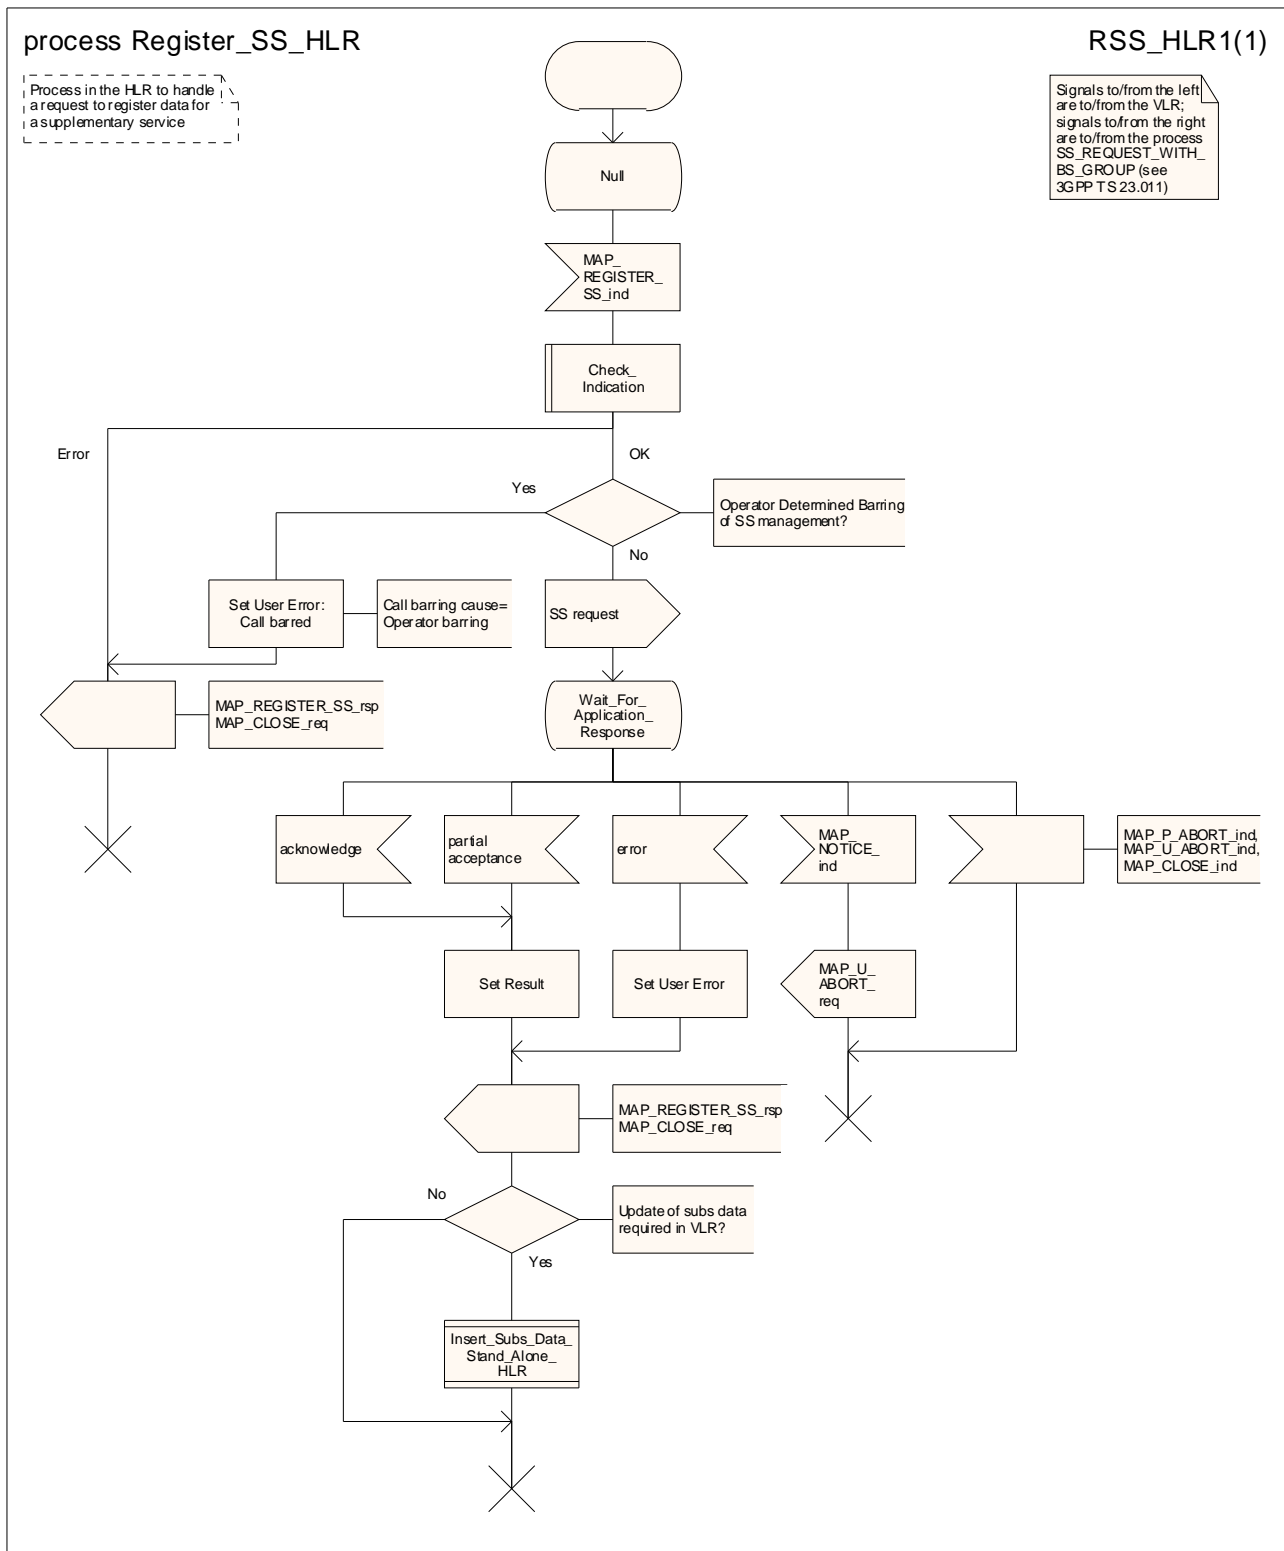 process Register_SS_HLR
RSS_HLR1(1)
Process in the HLR to handle
a request to register data for
a supplementary service
Signals to/from the left
are to/from the VLR;
signals to/from the right
are to/from the process
SS_REQUEST_WITH_
BS_GROUP (see
3GPP TS 23.011)
Null
MAP_
REGISTER_
SS_ind
Check_
Indication
Error
OK
Yes
Operator Determined Barring
of SS management?
No
Set User Error:
Call barred
Call barring cause=
Operator barring
SS request
MAP_REGISTER_SS_rsp
MAP_CLOSE_req
Wait_For_
Application_
Response
acknowledge
partial
acceptance
error
MAP_
NOTICE_
ind
MAP_P_ABORT_ind,
MAP_U_ABORT_ind,
MAP_CLOSE_ind
Set Result
Set User Error
MAP_U_
ABORT_
req
MAP_REGISTER_SS_rsp
MAP_CLOSE_req
No
Update of subs data
required in VLR?
Yes
Insert_Subs_Data_
Stand_Alone_
HLR